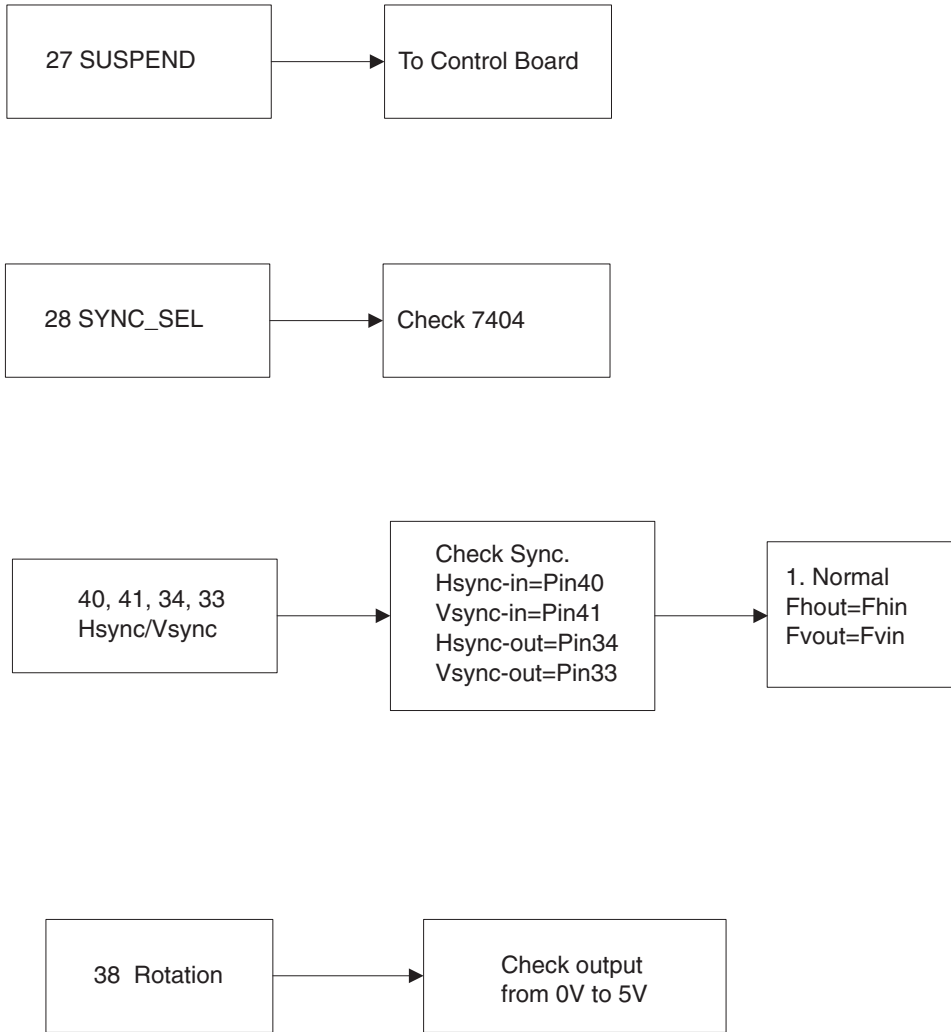 27 SUSPEND
To Control Board
28 SYNC_SEL
Check 7404
40, 41, 34, 33
Hsync/Vsync
Check Sync.
Hsync-in=Pin40
Vsync-in=Pin41
Hsync-out=Pin34
Vsync-out=Pin33
1. Normal
Fhout=Fhin
Fvout=Fvin
38 Rotation
Check output
from 0V to 5V